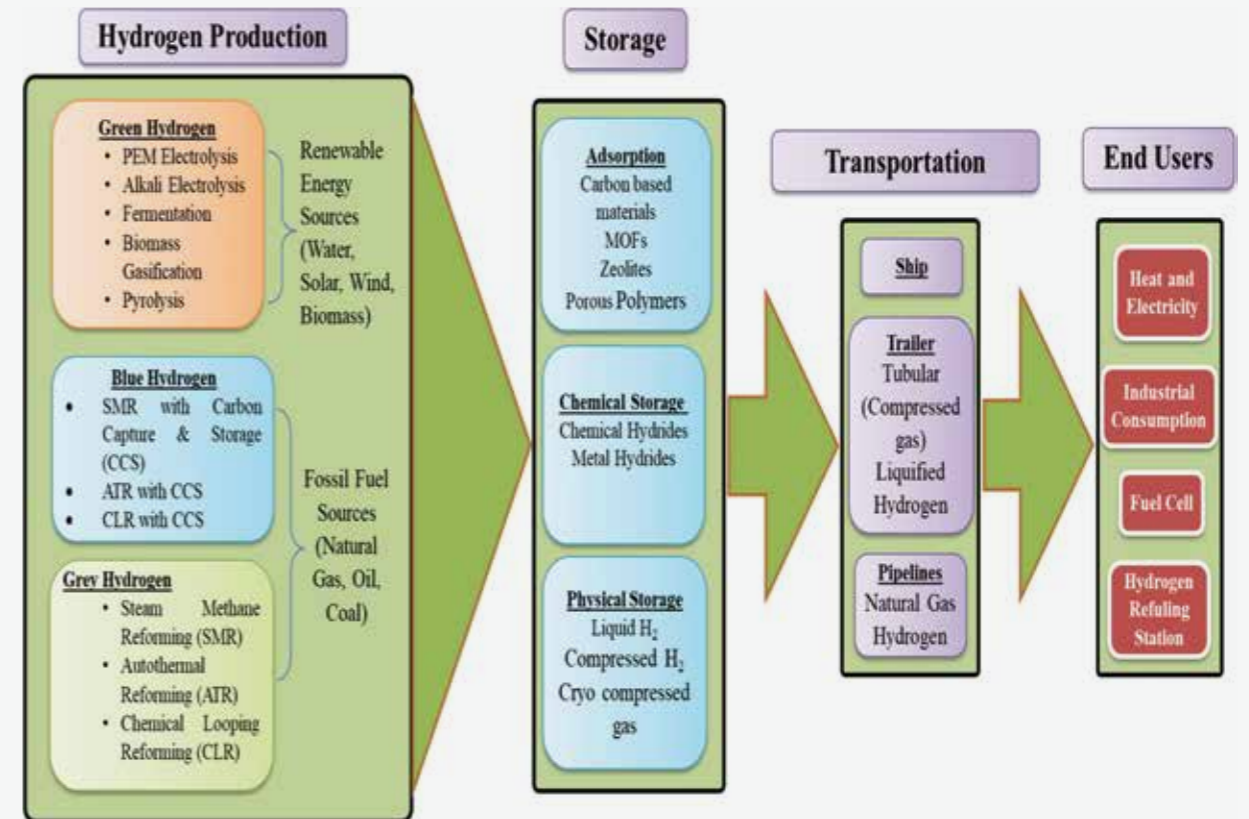 Hydrogen Production
Green Hydrogen
• PEM Electrolysis
• Alkali Electrolysis
• Fermentation
• Biomass
Gasification
• Pyrolysis
Renewable
Energy
Sources
(Water,
Solar, Wind,
Biomass)
Blue Hydrogen
• SMR with Carbon
Capture & Storage
(CCS)
• ATR with CCS
• CLR with CCS
Grey Hydrogen
• Steam Methane
Reforming (SMR)
• Autothermal
Reforming (ATR)
• Chemical Looping
Reforming (CLR)
Fossil Fuel
Sources
(Natural
Gas, Oil,
Coal)
Storage
Adsorption
Carbon based
materials
MOFs
Zeolites
Porous Polymers
Chemical Storage
Chemical Hydrides
Metal Hydrides
Physical Storage
Liquid H₂
Compressed H₂
Cryo compressed
gas
Transportation
Ship
Trailer
Tubular
(Compressed
gas)
Liquified
Hydrogen
Pipelines
Natural Gas
Hydrogen
End Users
Heat and
Electricity
Industrial
Consumption
Fuel Cell
Hydrogen
Refuling
Station